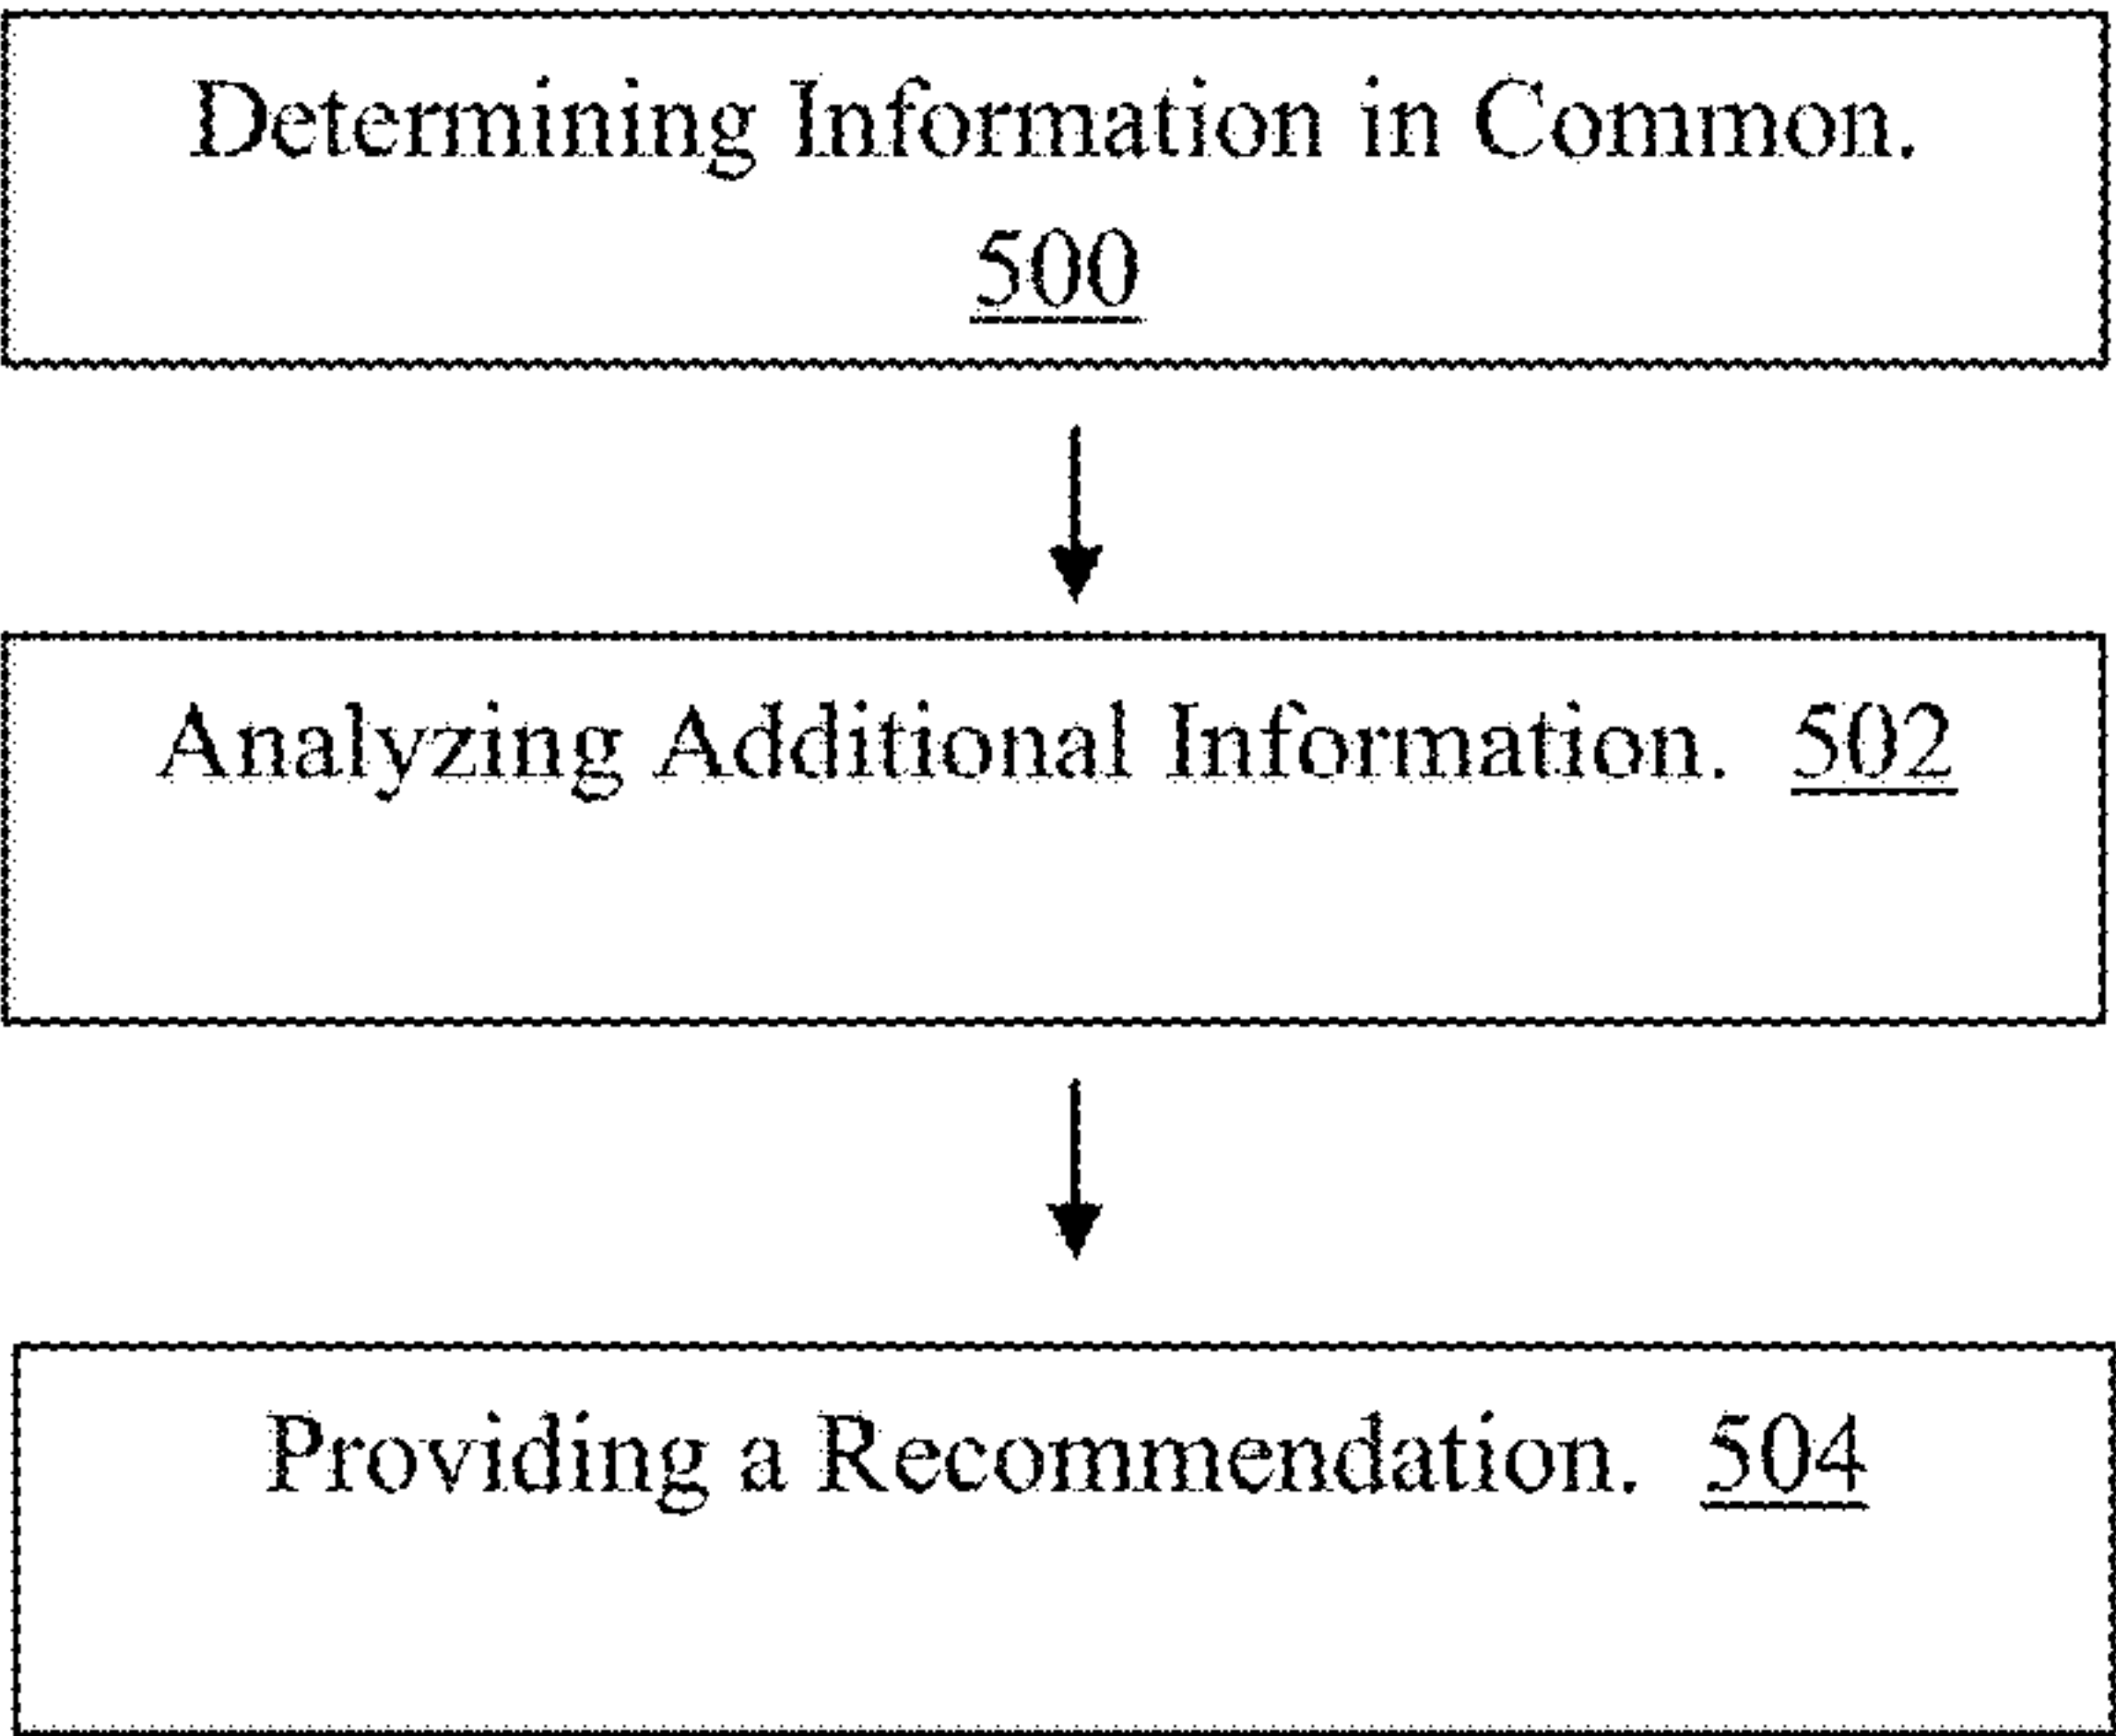 Determining Information in Common.
500
Analyzing Additional Information. 502
Providing a Recommendation. 504